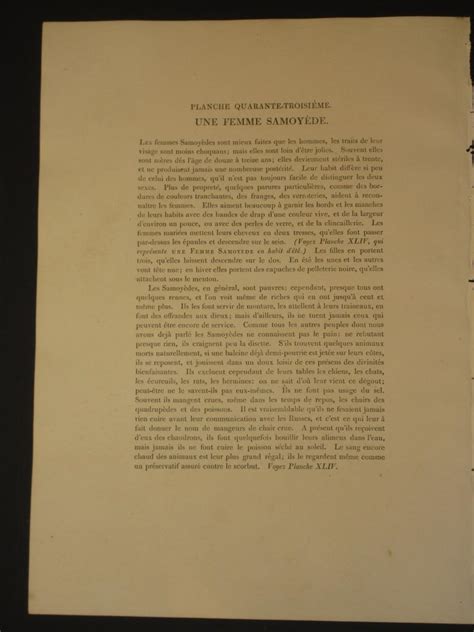 PLANCHE QUARANTE-TROISIÈME.
UNE FEMME SAMOYÈDE.
Les femmes Samoyèdes sont mieux faites que les hommes, les traits de leur
visage sont moins choquans; mais elles sont loin d'être jolies. Souvent elles
sont mères dès l'âge de douze à treize ans; elles deviennent stériles à trente,
et ne produisent jamais une nombreuse postérité. Leur habit diffère si peu
de celui des hommes, qu'il n'est pas toujours facile de distinguer les deux
sexes. Plus de propreté, quelques parures particulières, comme des bor-
dures de couleurs tranchantes, des franges, des verroteries, aident à recon-
naître les femmes. Elles aiment beaucoup à garnir les bords et les manches
de leurs habits avec des bandes de drap d'une couleur vive, et de la largeur
d'environ un pouce, ou avec des perles de verre, et de la clincaillerie. Les
femmes mariées mettent leurs cheveux en deux tresses, qu'elles font passer
par-dessus les épaules et descendre sur le sein. (Voyez Planche XLIV, qui
représente UNE FEMME SAMOYEDE en habit d'été.) Les filles en portent
trois, qu'elles laissent descendre sur le dos. En été les unes et les autres
vont tête nue; en hiver elles portent des capuches de pelleterie noire, qu'elles
attachent sous le menton.
Les Samoyèdes, en général, sont pauvres; cependant, presque tous ont
quelques rennes, et l'on voit même de riches qui en ont jusqu'à cent et
même plus. Ils les font servir de monture, les attellent à leurs traineaux, en
font des offrandes aux dieux; mais d'ailleurs, ils ne tuent jamais ceux qui
peuvent être encore de service. Comme tous les autres peuples dont nous
avons déjà parlé les Samoyèdes ne connaissent pas le pain: ne rebutant
presque rien, ils craignent peu la disette. S'ils trouvent quelques animaux
morts naturellement, si une baleine déjà demi-pourrie est jetée sur leurs côtes,
ils se reposent, et jouissent dans un doux loisir de ces présens des divinités
bienfaisantes. Ils excluent cependant de leurs tables les chiens, les chats,
les écureuils, les rats, les hermines: on ne sait d'où leur vient ce dégout;
peut-être ne le savent-ils pas eux-mêmes. Ils ne font pas usage du sel.
Souvent ils mangent crues, même dans le temps de repos, les chairs des
quadrupèdes et des poissons. Il est vraisemblable qu'ils ne fesaient jamais
rien cuire avant leur communication avec les Russes, et c'est ce qui leur a
fait donner le nom de mangeurs de chair crue. A présent qu'ils reçoivent
d'eux des chaudrons, ils font quelquefois bouillir leurs alimens dans l'eau,
mais jamais ils ne font cuire le poisson séché au soleil. Le sang encore
chaud des animaux est leur plus grand régal; ils le regardent même comme
un préservatif assuré contre le scorbut. Voyez Planche XLIV.